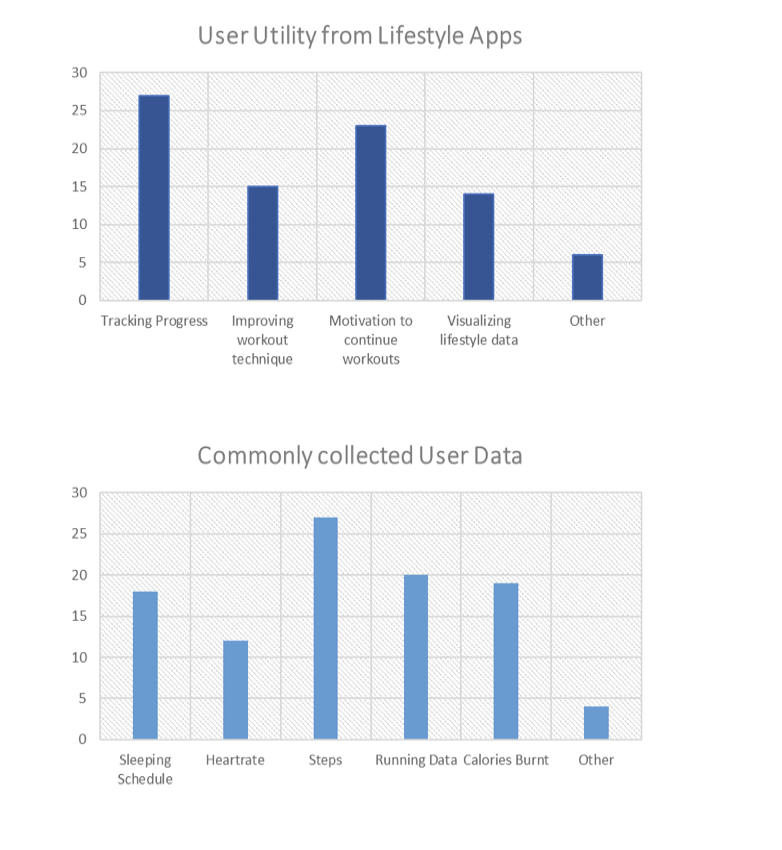 User Utility from Lifestyle Apps
30
25
20
15
10
5
0
Tracking Progress Improving Motivation to Visualizing Other
workout continue lifestyle data
technique workouts
Commonly collected User Data
30
25
20
15
10
5
0
Sleeping Heartrate Steps Running Data Calories Burnt Other
Schedule